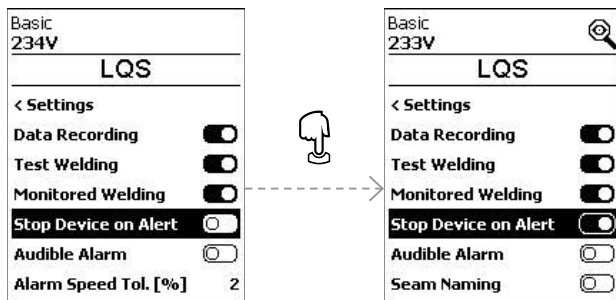 Basic
234V
LQS
< Settings
Data Recording
Test Welding
Monitored Welding
Stop Device on Alert
Audible Alarm
Alarm Speed Tol. [%] 2
Basic
233V
LQS
< Settings
Data Recording
Test Welding
Monitored Welding
Stop Device on Alert
Audible Alarm
Seam Naming